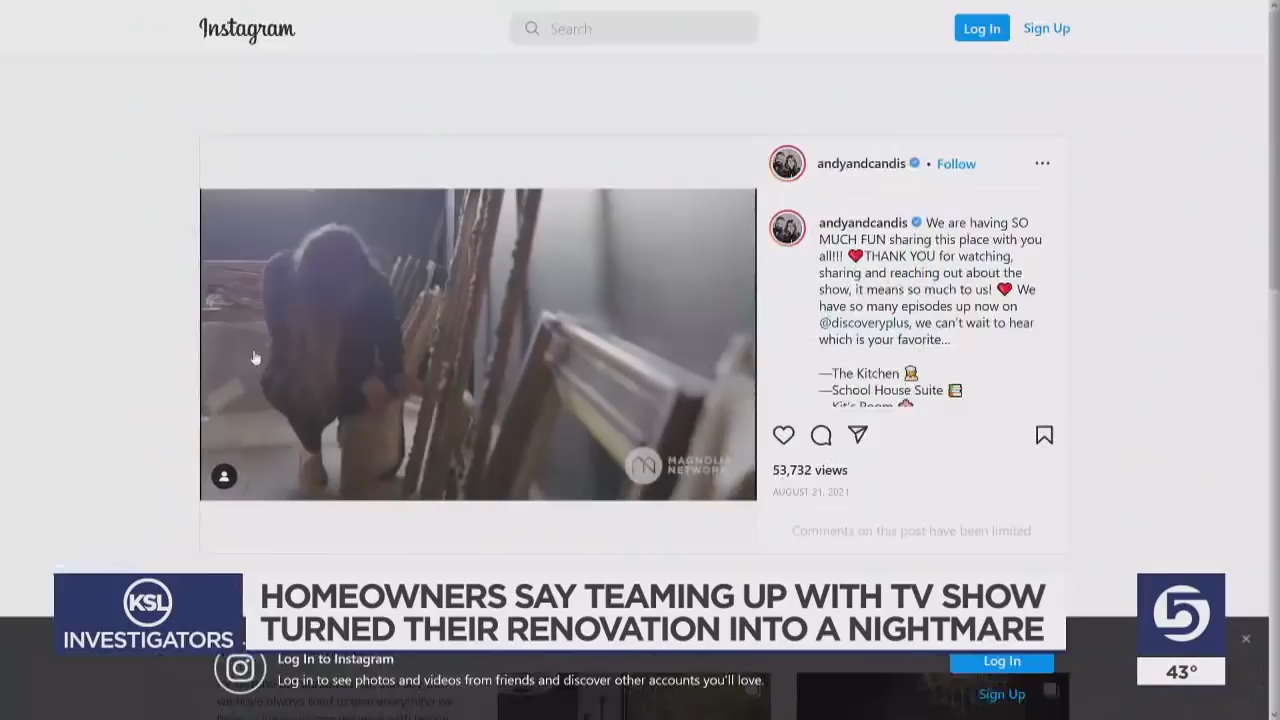 Instagram
Search
Log In
Sign Up
andyandcandis • Follow
andyandcandis We are having SO
MUCH FUN sharing this place with you
all!!! ❤️THANK YOU for watching,
sharing and reaching out about the
show, it means so much to us! ❤️ We
have so many episodes up now on
@discoveryplus, we can't wait to hear
which is your favorite...
—The Kitchen
—School House Suite
—Kit's Room
MAGNOLIA
NETWORK
53,732 views
AUGUST 21, 2021
Comments on this post have been limited
KSL
INVESTIGATORS
HOMEOWNERS SAY TEAMING UP WITH TV SHOW
TURNED THEIR RENOVATION INTO A NIGHTMARE
5
43°
Log In to Instagram
Log in to see photos and videos from friends and discover other accounts you'll love.
Log In
Sign Up